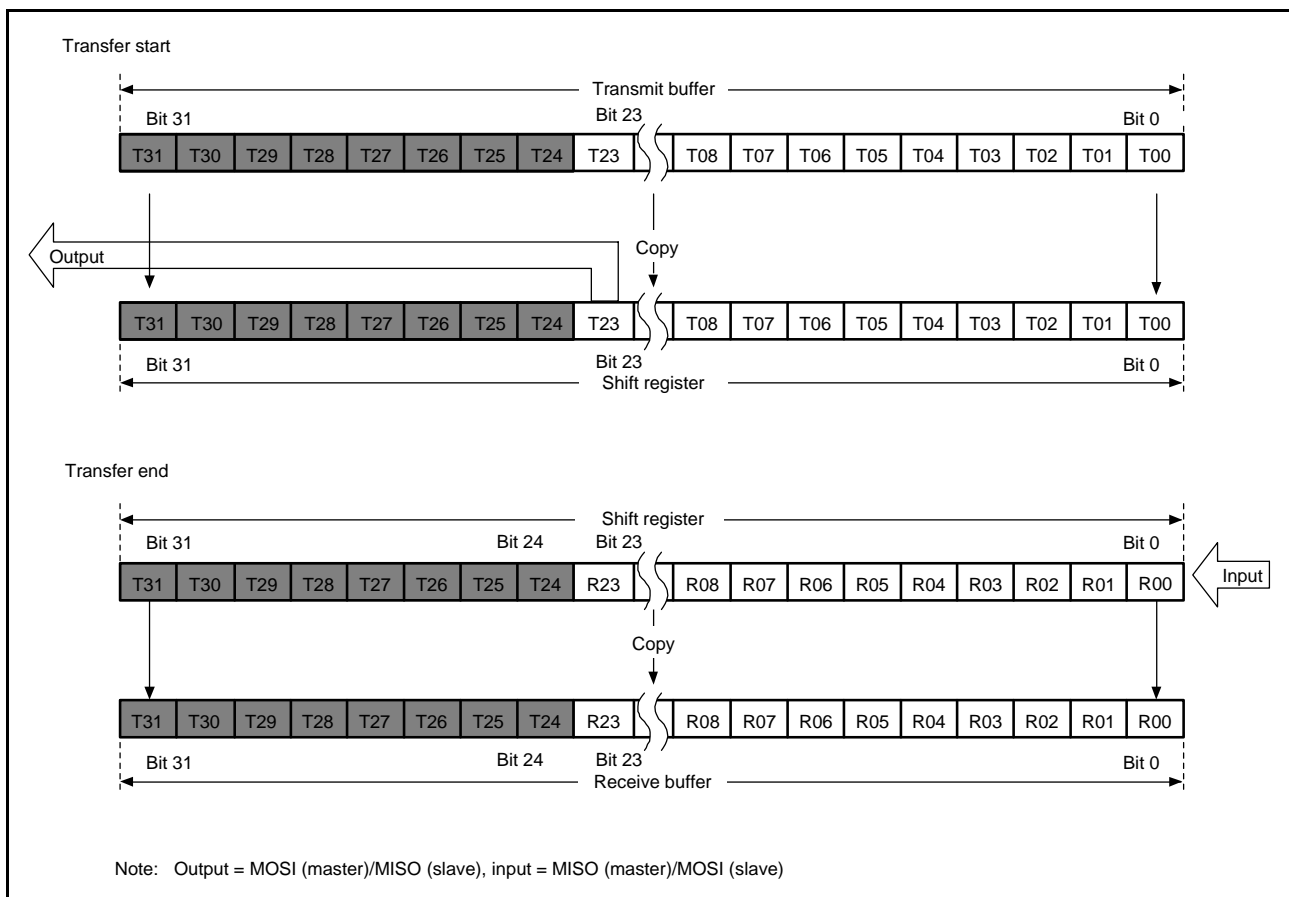 Transfer start
Transmit buffer
Bit 31 Bit 23 Bit 0
T31 T30 T29 T28 T27 T26 T25 T24 T23 T08 T07 T06 T05 T04 T03 T02 T01 T00
Copy
Output
T31 T30 T29 T28 T27 T26 T25 T24 T23 T08 T07 T06 T05 T04 T03 T02 T01 T00
Bit 31 Bit 23 Bit 0
Shift register
Transfer end
Shift register
Bit 31 Bit 24 Bit 23 Bit 0
T31 T30 T29 T28 T27 T26 T25 T24 R23 R08 R07 R06 R05 R04 R03 R02 R01 R00 Input
Copy
T31 T30 T29 T28 T27 T26 T25 T24 R23 R08 R07 R06 R05 R04 R03 R02 R01 R00
Bit 31 Bit 24 Bit 23 Bit 0
Receive buffer
Note: Output = MOSI (master)/MISO (slave), input = MISO (master)/MOSI (slave)